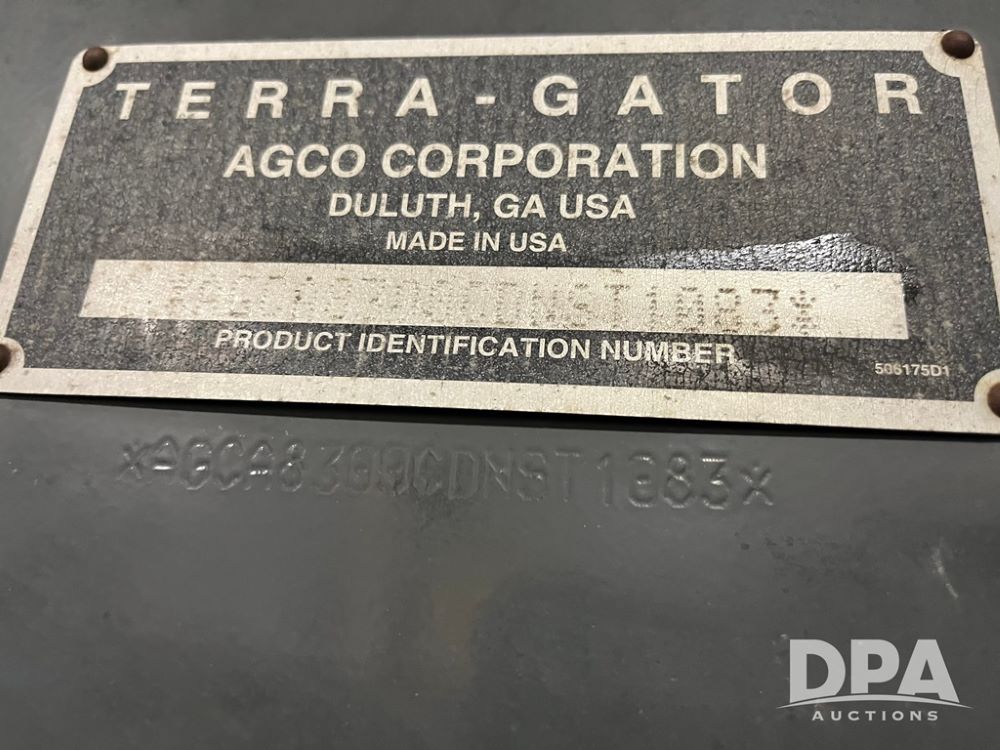 TERRA-GATOR
AGCO CORPORATION
DULUTH, GA USA
MADE IN USA
PRODUCT IDENTIFICATION NUMBER
506175D1
DPA
AUCTIONS